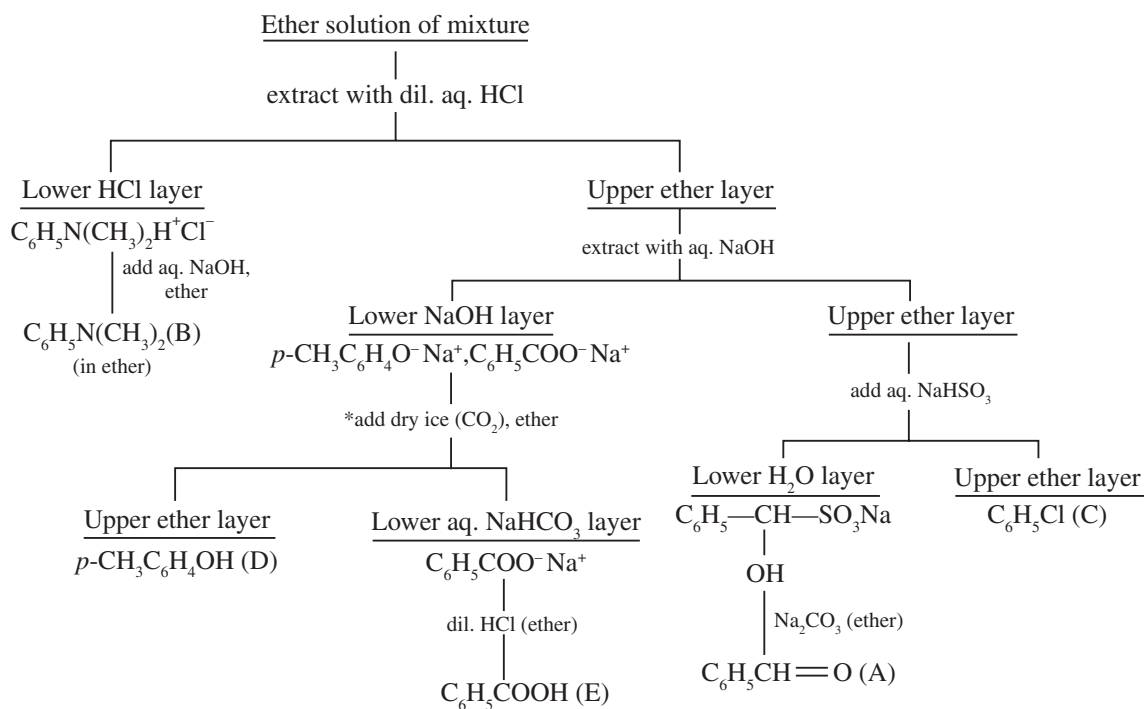 Ether solution of mixture
extract with dil. aq. HCl
Lower HCl layer
C₆H₅N(CH₃)₂H⁺Cl⁻
add aq. NaOH,
ether
C₆H₅N(CH₃)₂(B)
(in ether)
Upper ether layer
extract with aq. NaOH
Lower NaOH layer
p-CH₃C₆H₄O⁻Na⁺,C₆H₅COO⁻Na⁺
*add dry ice (CO₂), ether
Upper ether layer
p-CH₃C₆H₄OH (D)
Lower aq. NaHCO₃ layer
C₆H₅COO⁻Na⁺
dil. HCl (ether)
C₆H₅COOH (E)
Upper ether layer
add aq. NaHSO₃
Lower H₂O layer
C₆H₅—CH—SO₃Na
OH
Na₂CO₃ (ether)
C₆H₅CH=O (A)
Upper ether layer
C₆H₅Cl (C)